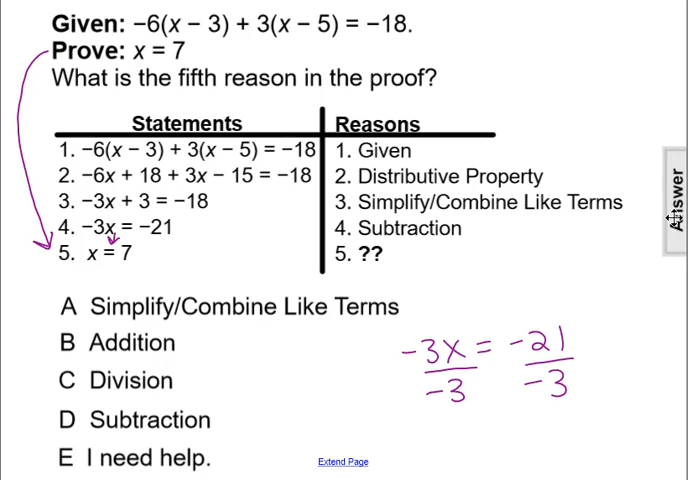 Given: −6(x − 3) + 3(x − 5) = −18.
Prove: x = 7
What is the fifth reason in the proof?
Statements Reasons
1. −6(x − 3) + 3(x − 5) = −18 1. Given
2. −6x + 18 + 3x − 15 = −18 2. Distributive Property
3. −3x + 3 = −18 3. Simplify/Combine Like Terms
4. −3x = −21 4. Subtraction
5. x = 7 5. ??
A Simplify/Combine Like Terms
B Addition
C Division
D Subtraction
E I need help.
−3x = −21
−3 −3
Extend Page
Answer